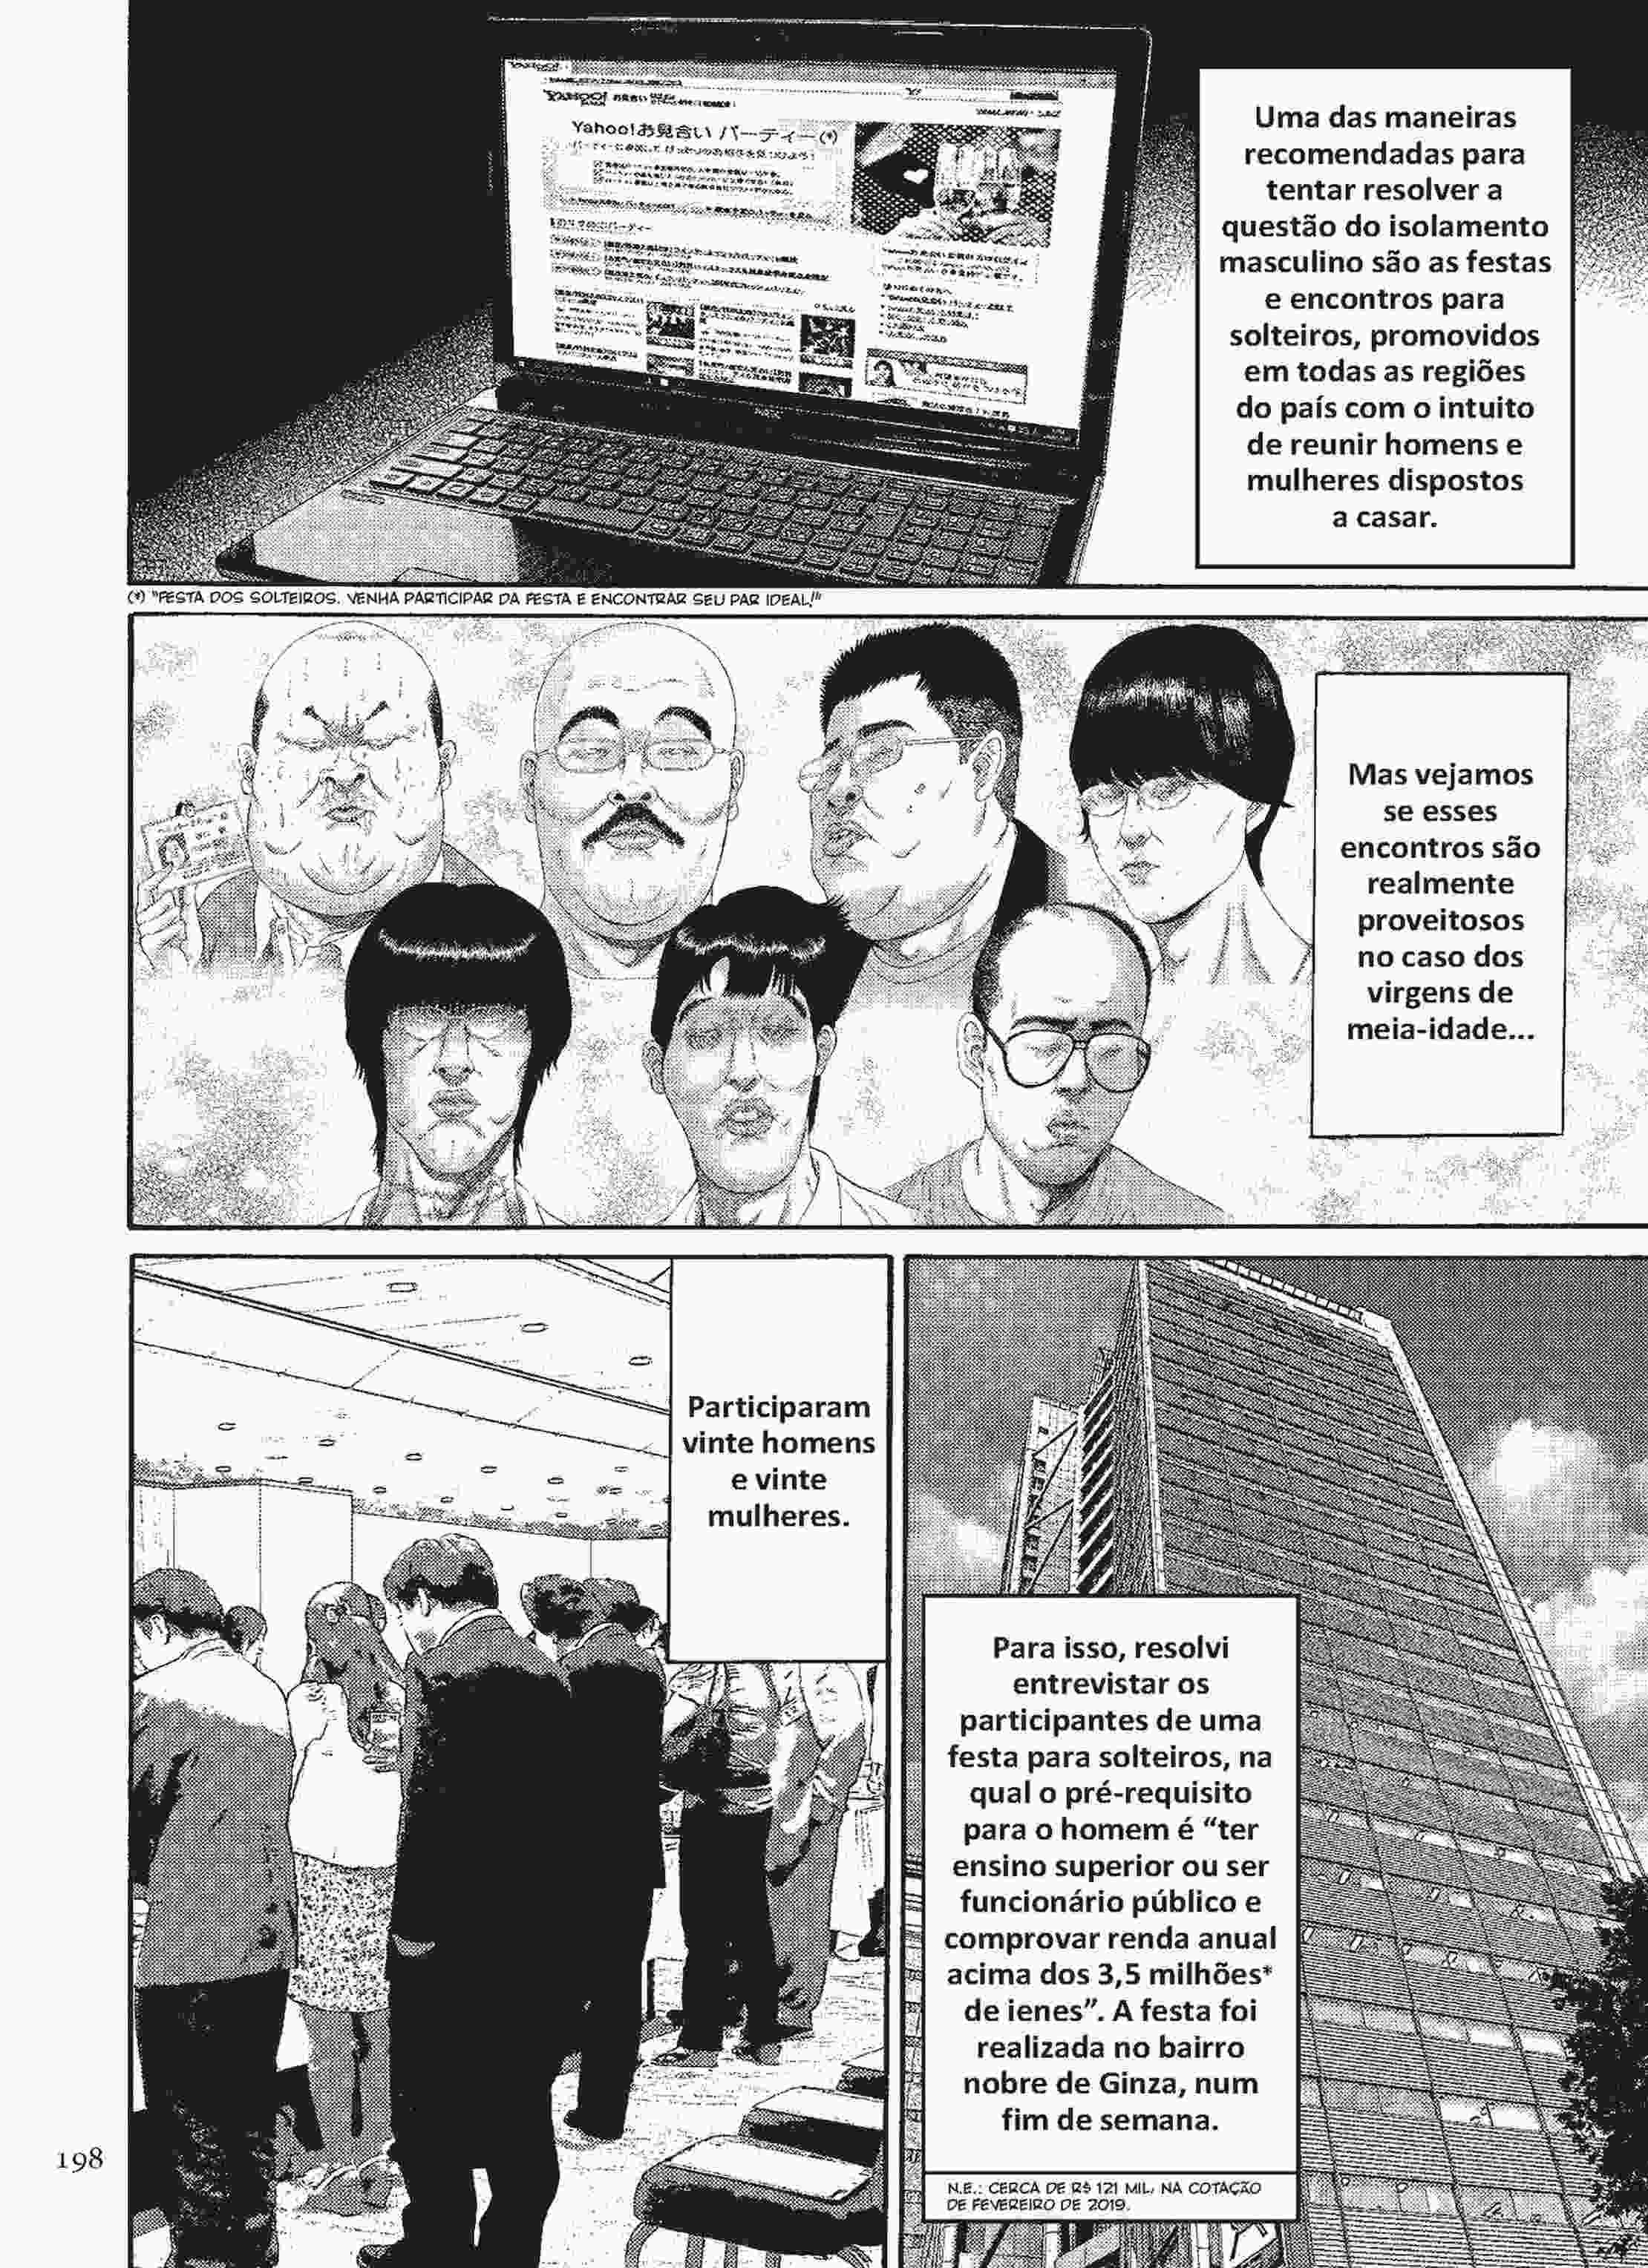 YAHOO!
Yahoo!お見合い パーティー(*)
Uma das maneiras
recomendadas para
tentar resolver a
questão do isolamento
masculino são as festas
e encontros para
solteiros, promovidos
em todas as regiões
do país com o intuito
de reunir homens e
mulheres dispostos
a casar.
(*) "FESTA DOS SOLTEIROS. VENHA PARTICIPAR DA FESTA E ENCONTRAR SEU PAR IDEAL!"
Mas vejamos
se esses
encontros são
realmente
proveitosos
no caso dos
virgens de
meia-idade...
Para isso, resolvi
entrevistar os
participantes de uma
festa para solteiros, na
qual o pré-requisito
para o homem é “ter
ensino superior ou ser
funcionário público e
comprovar renda anual
acima dos 3,5 milhões*
de ienes”. A festa foi
realizada no bairro
nobre de Ginza, num
fim de semana.
N.E.: CERCA DE R$ 121 MIL, NA COTAÇÃO
DE FEVEREIRO DE 2019.
Participaram
vinte homens
e vinte
mulheres.
198